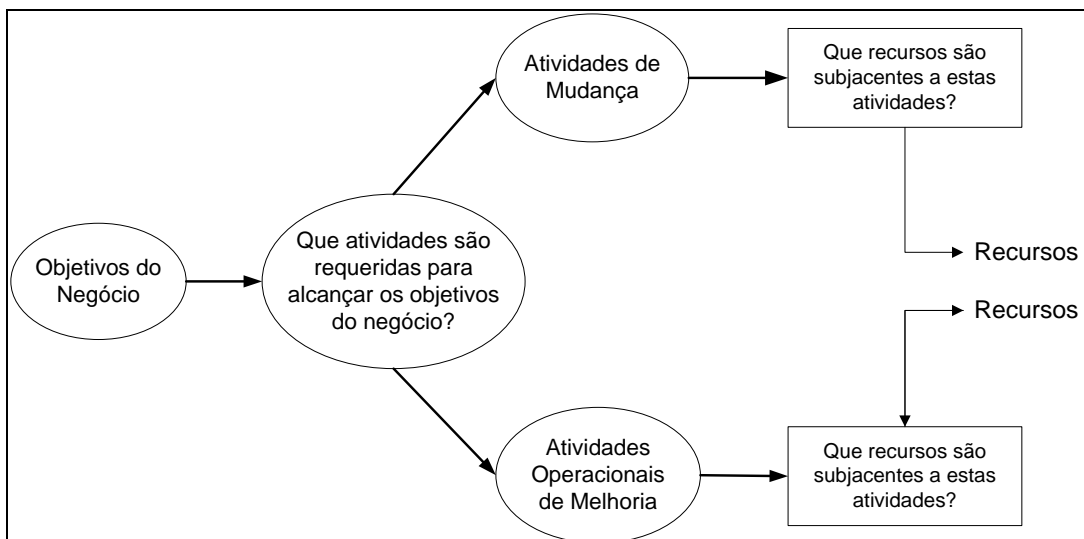 Objetivos do
Negócio
Que atividades são
requeridas para
alcançar os objetivos
do negócio?
Atividades de
Mudança
Que recursos são
subjacentes a estas
atividades?
Recursos
Recursos
Atividades
Operacionais
de Melhoria
Que recursos são
subjacentes a estas
atividades?